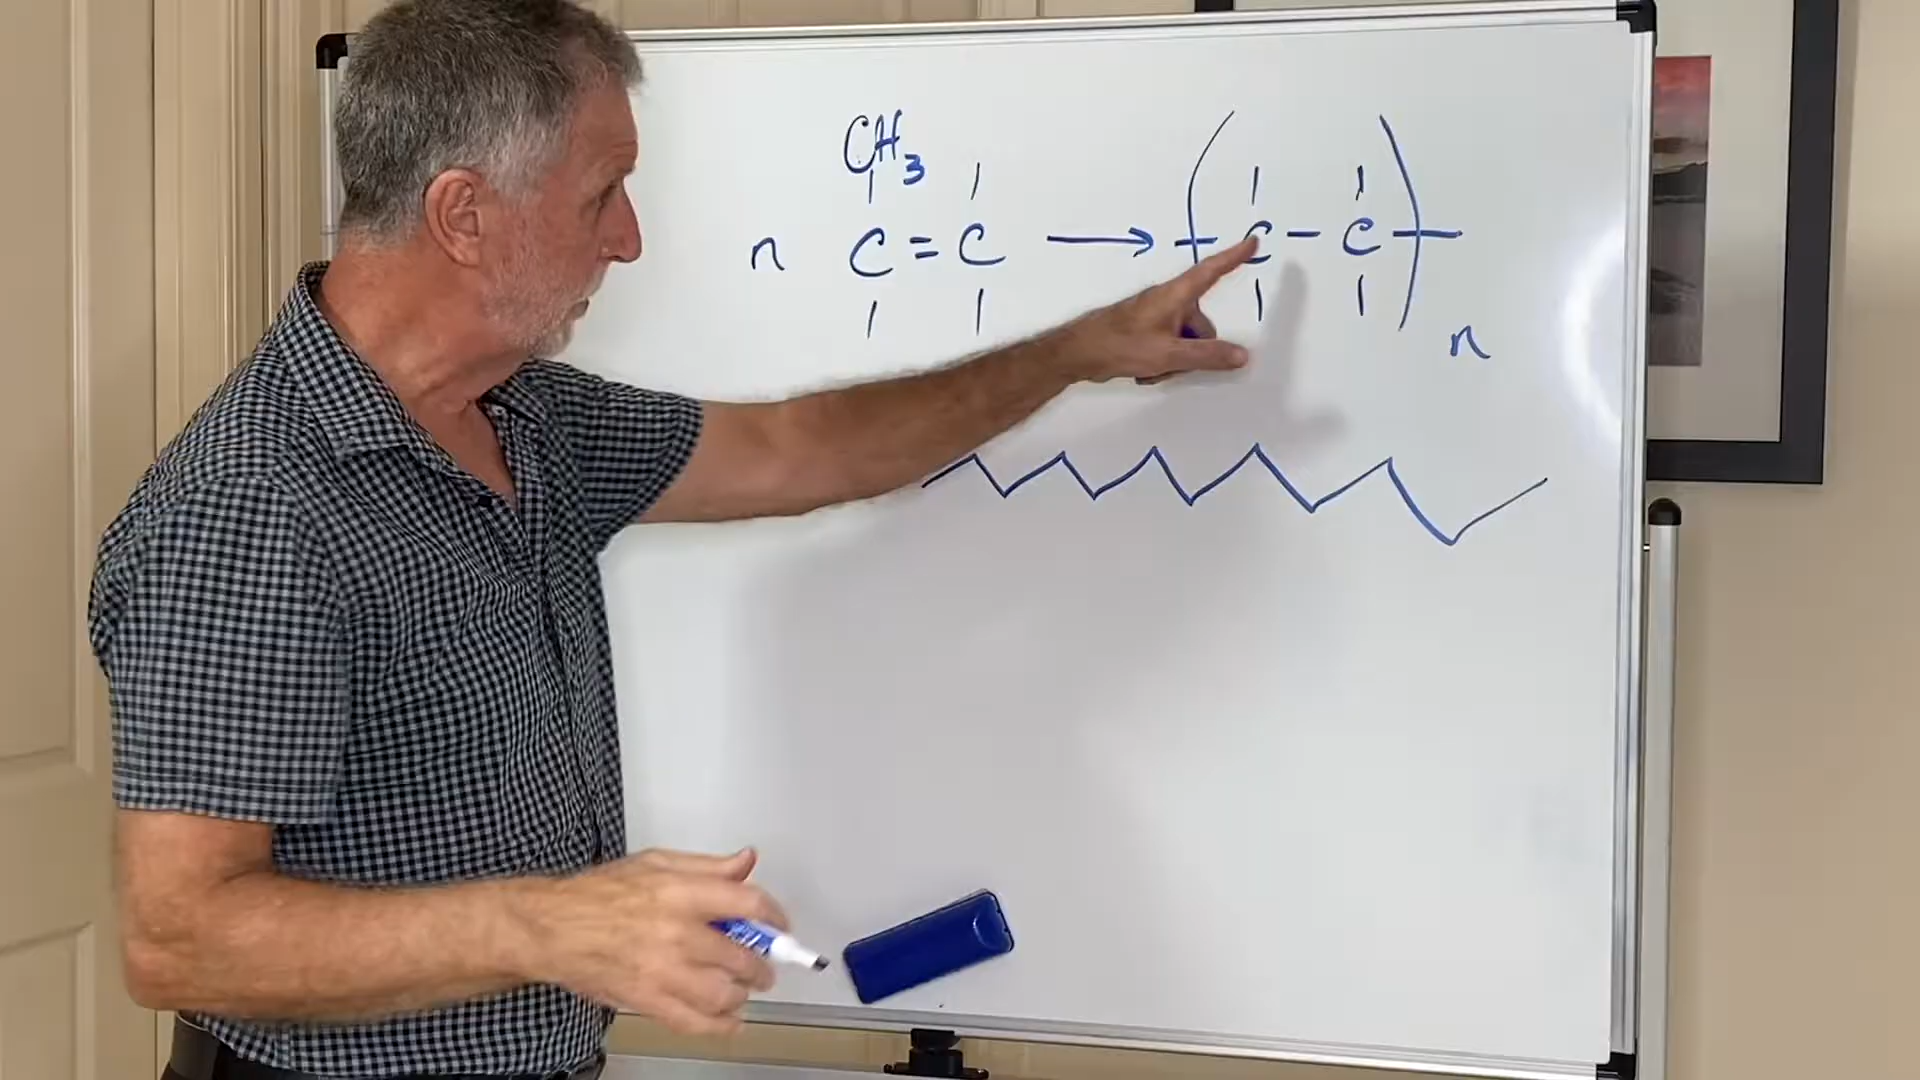 CH3
n C = C → ( C - C ) n